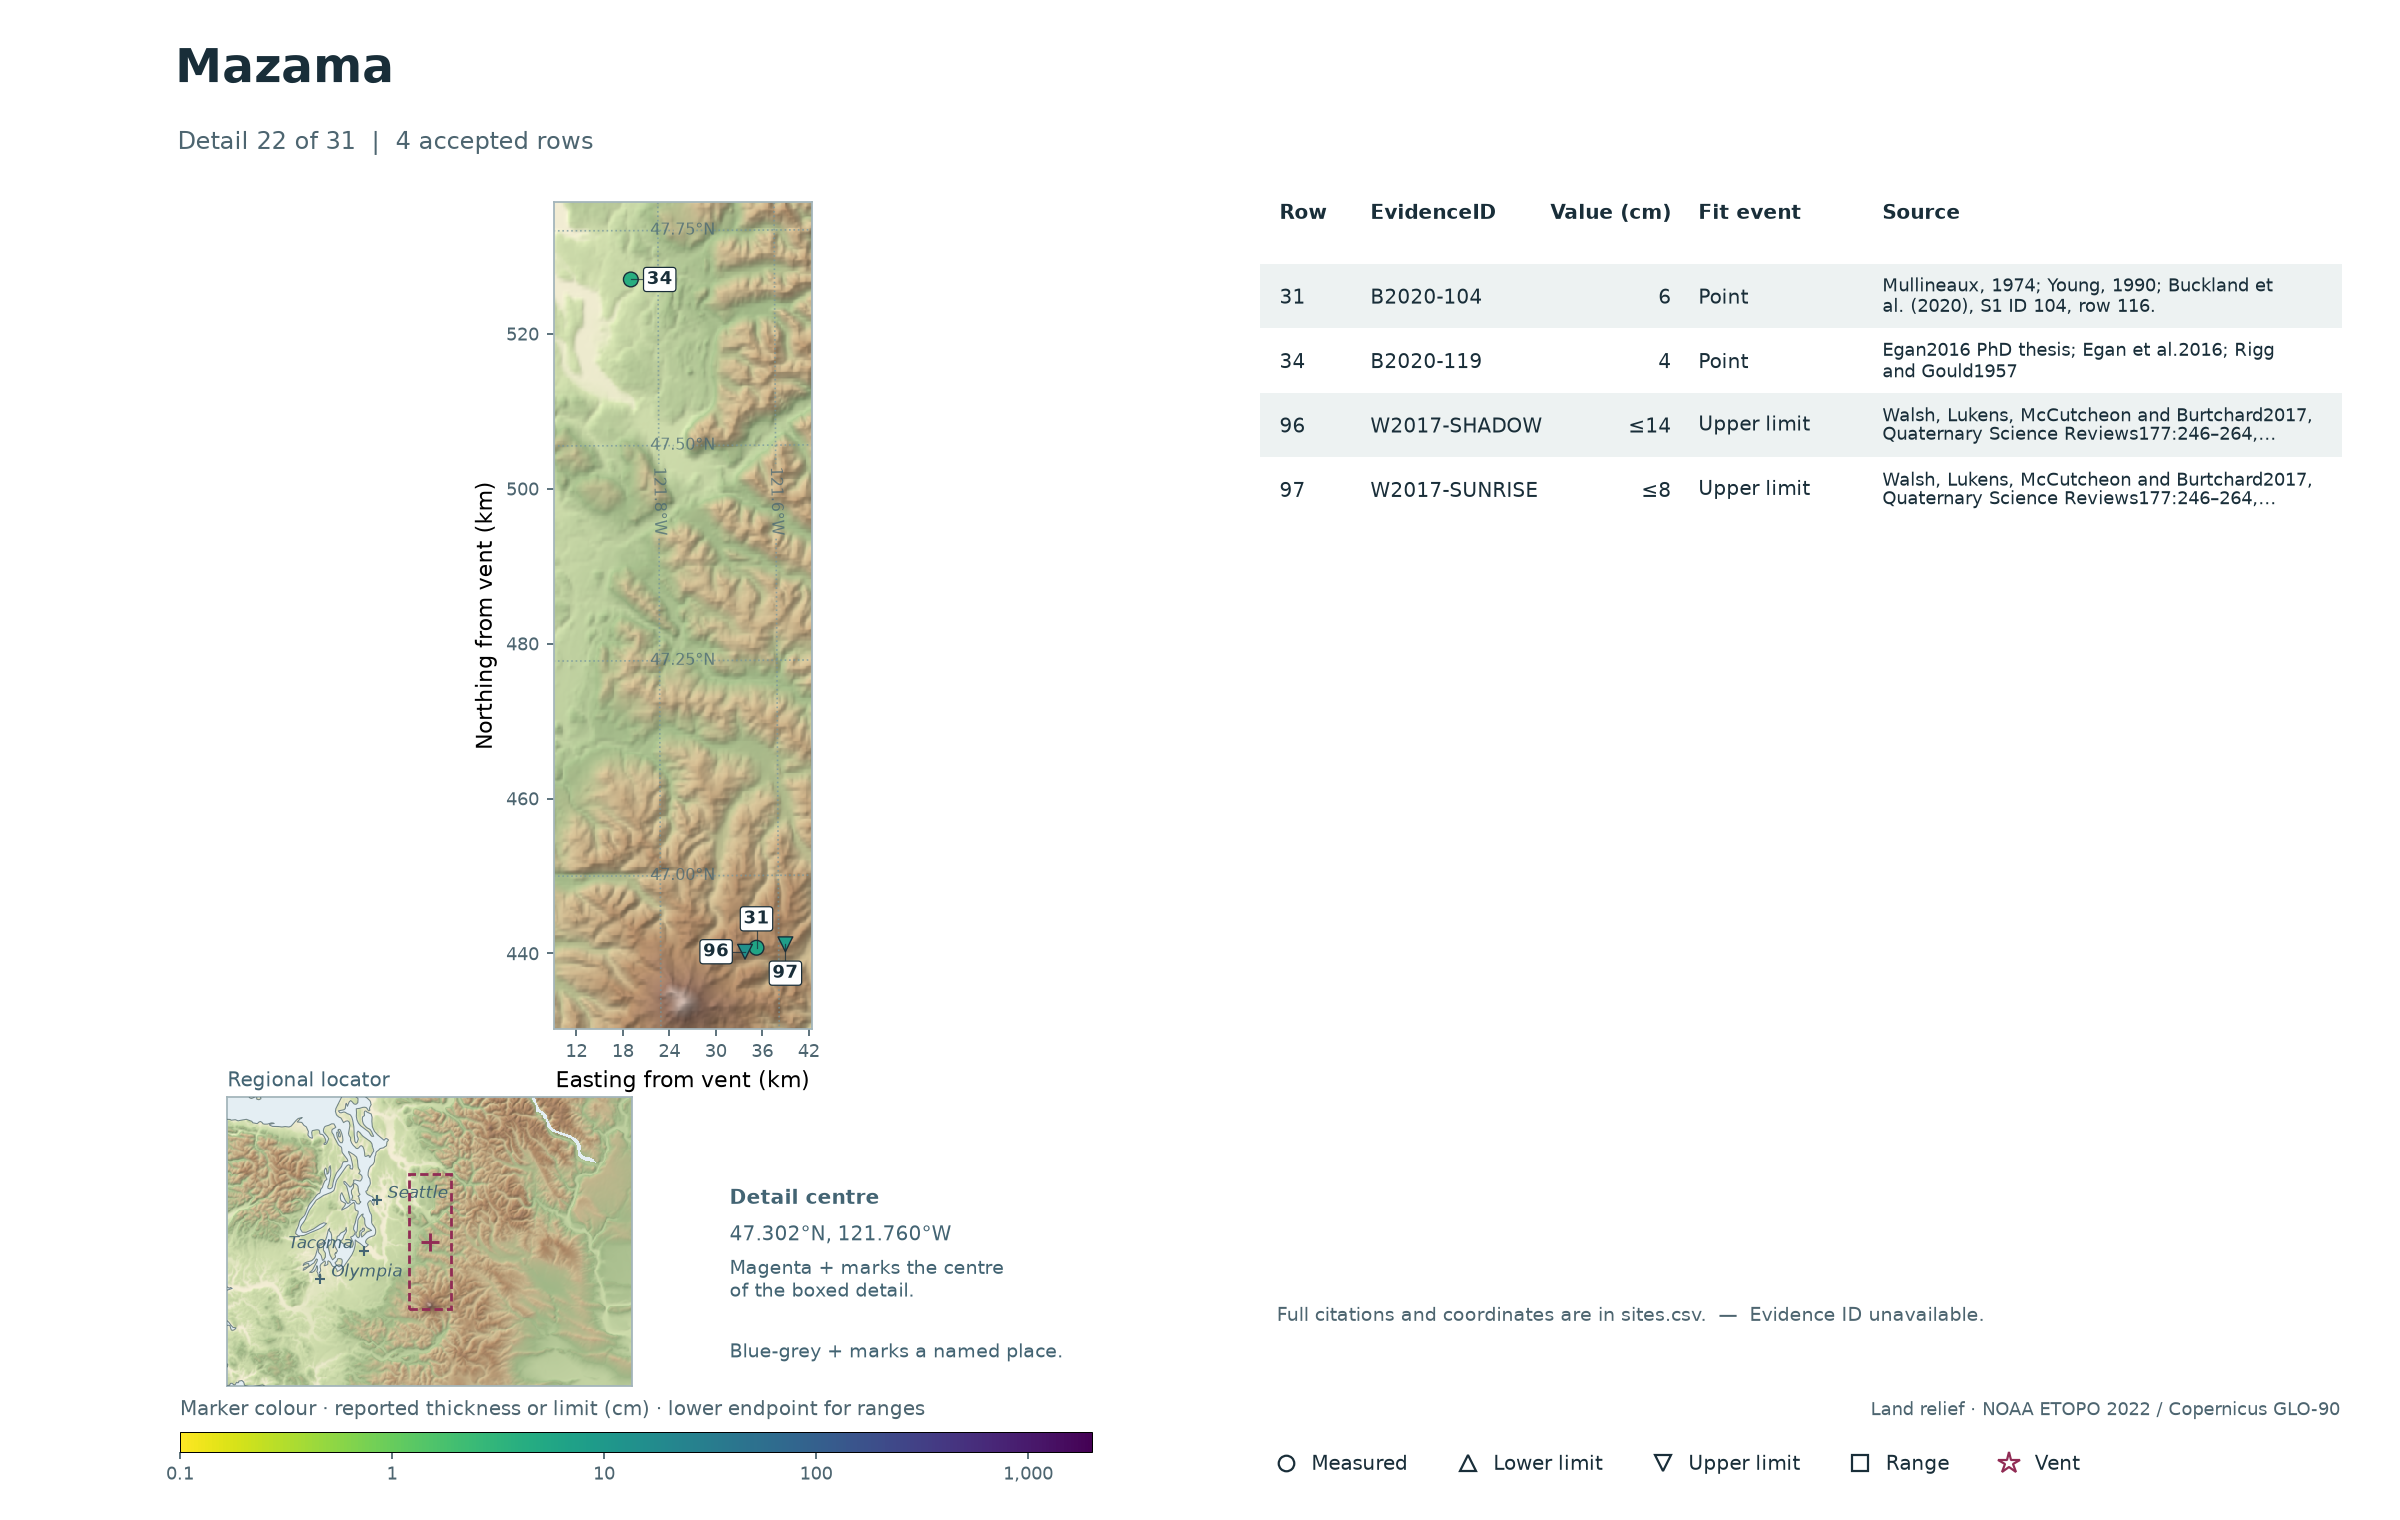 Mazama
Detail 22 of 31 | 4 accepted rows
47.75°N
34
520
47.50°N
121.8°W
121.6°W
500
Northing from vent (km)
480
47.25°N
460
47.00°N
31
96
97
440
12 18 24 30 36 42
Easting from vent (km)
Row EvidenceID Value (cm) Fit event Source
31 B2020-104 6 Point Mullineaux, 1974; Young, 1990; Buckland et
al. (2020), S1 ID 104, row 116.
34 B2020-119 4 Point Egan2016 PhD thesis; Egan et al.2016; Rigg
and Gould1957
96 W2017-SHADOW ≤14 Upper limit Walsh, Lukens, McCutcheon and Burtchard2017,
Quaternary Science Reviews177:246–264,…
97 W2017-SUNRISE ≤8 Upper limit Walsh, Lukens, McCutcheon and Burtchard2017,
Quaternary Science Reviews177:246–264,…
Regional locator
Seattle
Tacoma
Olympia
Detail centre
47.302°N, 121.760°W
Magenta + marks the centre
of the boxed detail.
Blue-grey + marks a named place.
Full citations and coordinates are in sites.csv. — Evidence ID unavailable.
Marker colour · reported thickness or limit (cm) · lower endpoint for ranges
0.1 1 10 100 1,000
Land relief · NOAA ETOPO 2022 / Copernicus GLO-90
Measured Lower limit Upper limit Range Vent